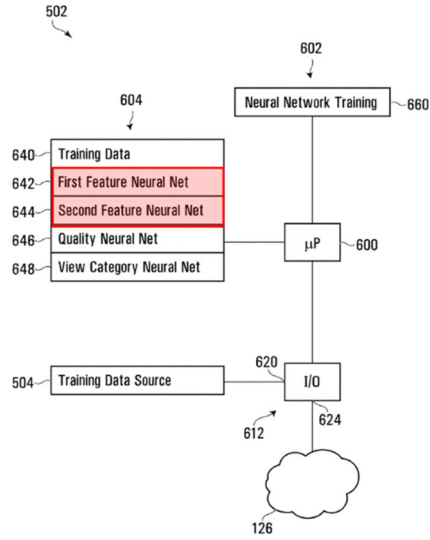 502
602
604
Neural Network Training
660
640
Training Data
642
First Feature Neural Net
644
Second Feature Neural Net
646
Quality Neural Net
648
View Category Neural Net
μP
600
504
Training Data Source
620
I/O
624
612
126